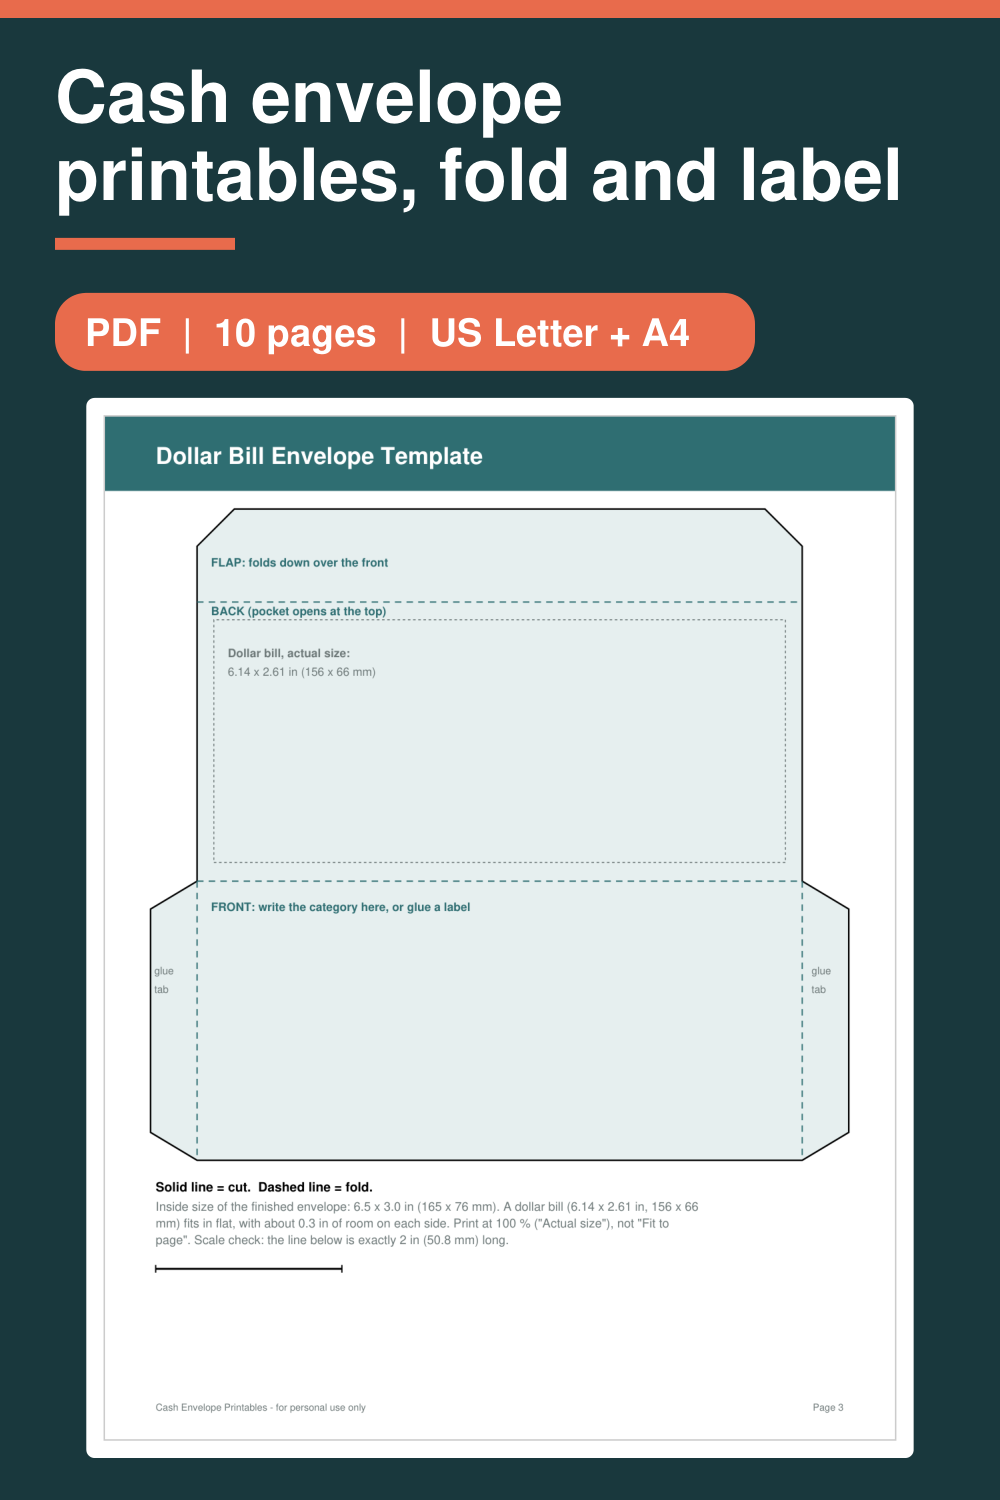 Cash envelope
printables, fold and label
PDF | 10 pages | US Letter + A4
Dollar Bill Envelope Template
FLAP: folds down over the front
BACK (pocket opens at the top)
Dollar bill, actual size:
6.14 x 2.61 in (156 x 66 mm)
FRONT: write the category here, or glue a label
glue
tab
glue
tab
Solid line = cut.  Dashed line = fold.
Inside size of the finished envelope: 6.5 x 3.0 in (165 x 76 mm). A dollar bill (6.14 x 2.61 in, 156 x 66
mm) fits in flat, with about 0.3 in of room on each side. Print at 100 % ("Actual size"), not "Fit to
page". Scale check: the line below is exactly 2 in (50.8 mm) long.
Cash Envelope Printables - for personal use only
Page 3